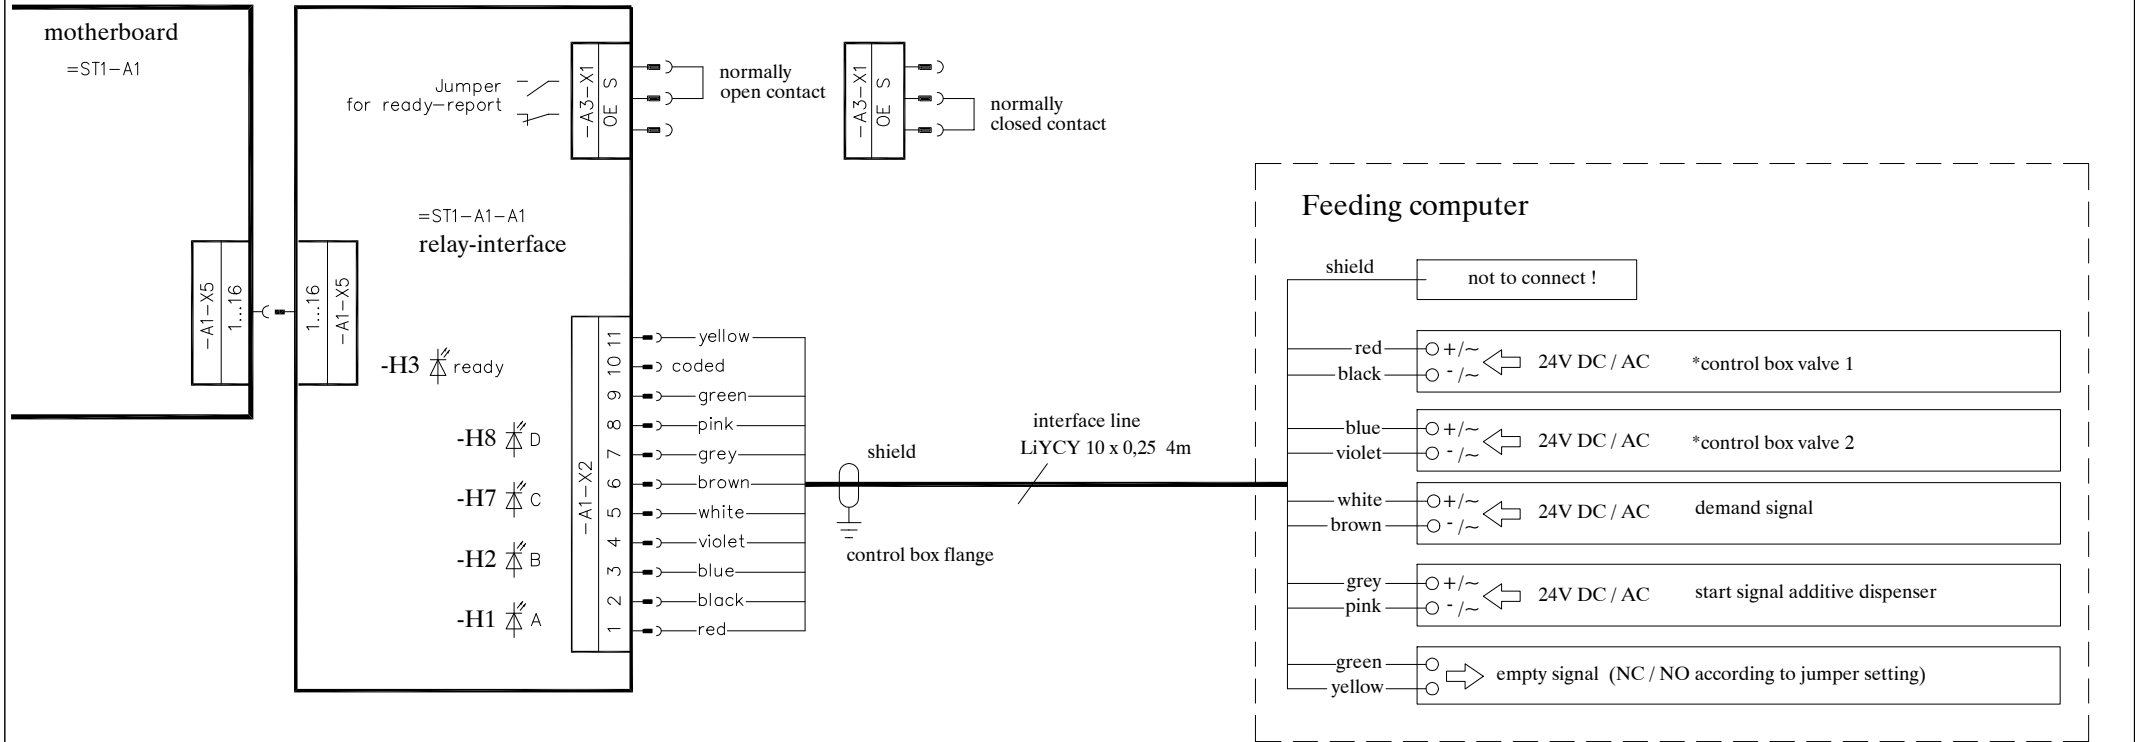 motherboard
=ST1-A1
-A1-X5
1...16
1...16
-A1-X5
Jumper
for ready-report
-A3-X1
OE S
normally
open contact
-A3-X1
OE S
normally
closed contact
=ST1-A1-A1
relay-interface
-H3 ready
-H8 D
-H7 C
-H2 B
-H1 A
-A1-X2
11 yellow
10 coded
9 green
8 pink
7 grey
6 brown
5 white
4 violet
3 blue
2 black
1 red
shield
control box flange
interface line
LiYCY 10 x 0,25 4m
Feeding computer
shield not to connect !
red +/~
black - /~
24V DC / AC *control box valve 1
blue +/~
violet - /~
24V DC / AC *control box valve 2
white +/~
brown - /~
24V DC / AC demand signal
grey +/~
pink - /~
24V DC / AC start signal additive dispenser
green
yellow
empty signal (NC / NO according to jumper setting)